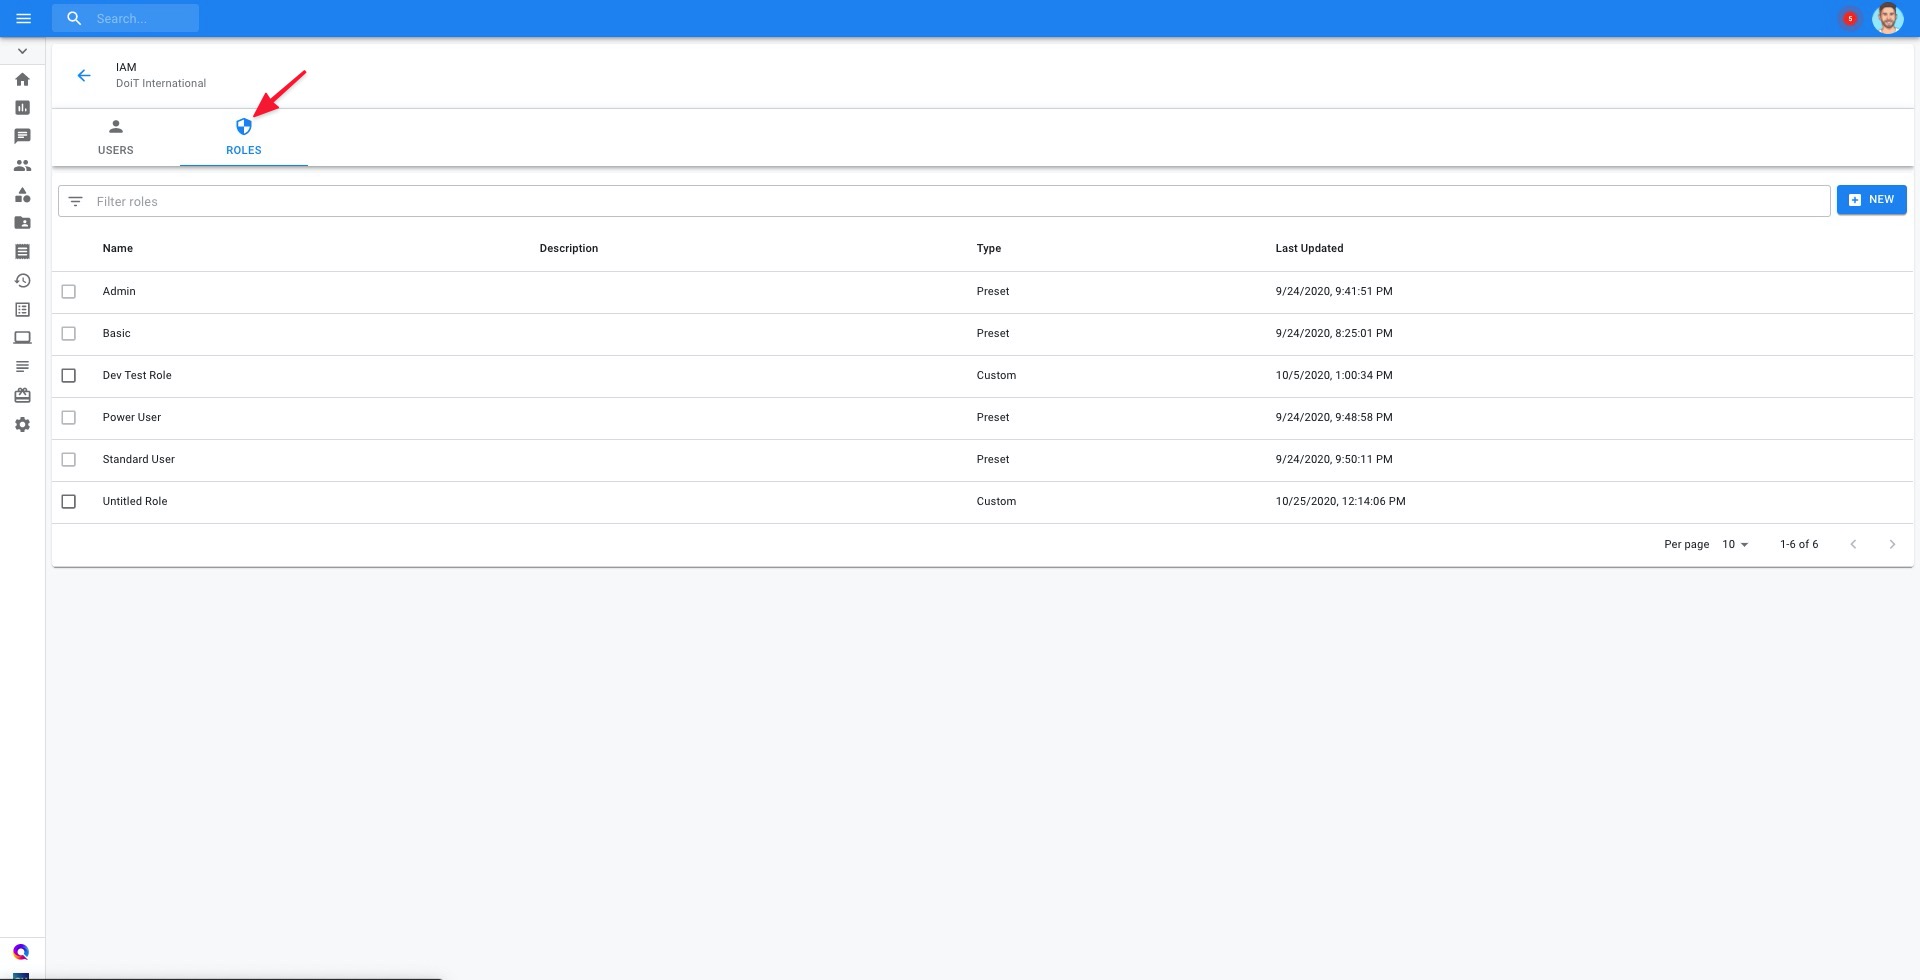 Search...
5
IAM
DoiT International
USERS
ROLES
Filter roles
NEW
Name Description Type Last Updated
Admin Preset 9/24/2020, 9:41:51 PM
Basic Preset 9/24/2020, 8:25:01 PM
Dev Test Role Custom 10/5/2020, 1:00:34 PM
Power User Preset 9/24/2020, 9:48:58 PM
Standard User Preset 9/24/2020, 9:50:11 PM
Untitled Role Custom 10/25/2020, 12:14:06 PM
Per page 10 1-6 of 6